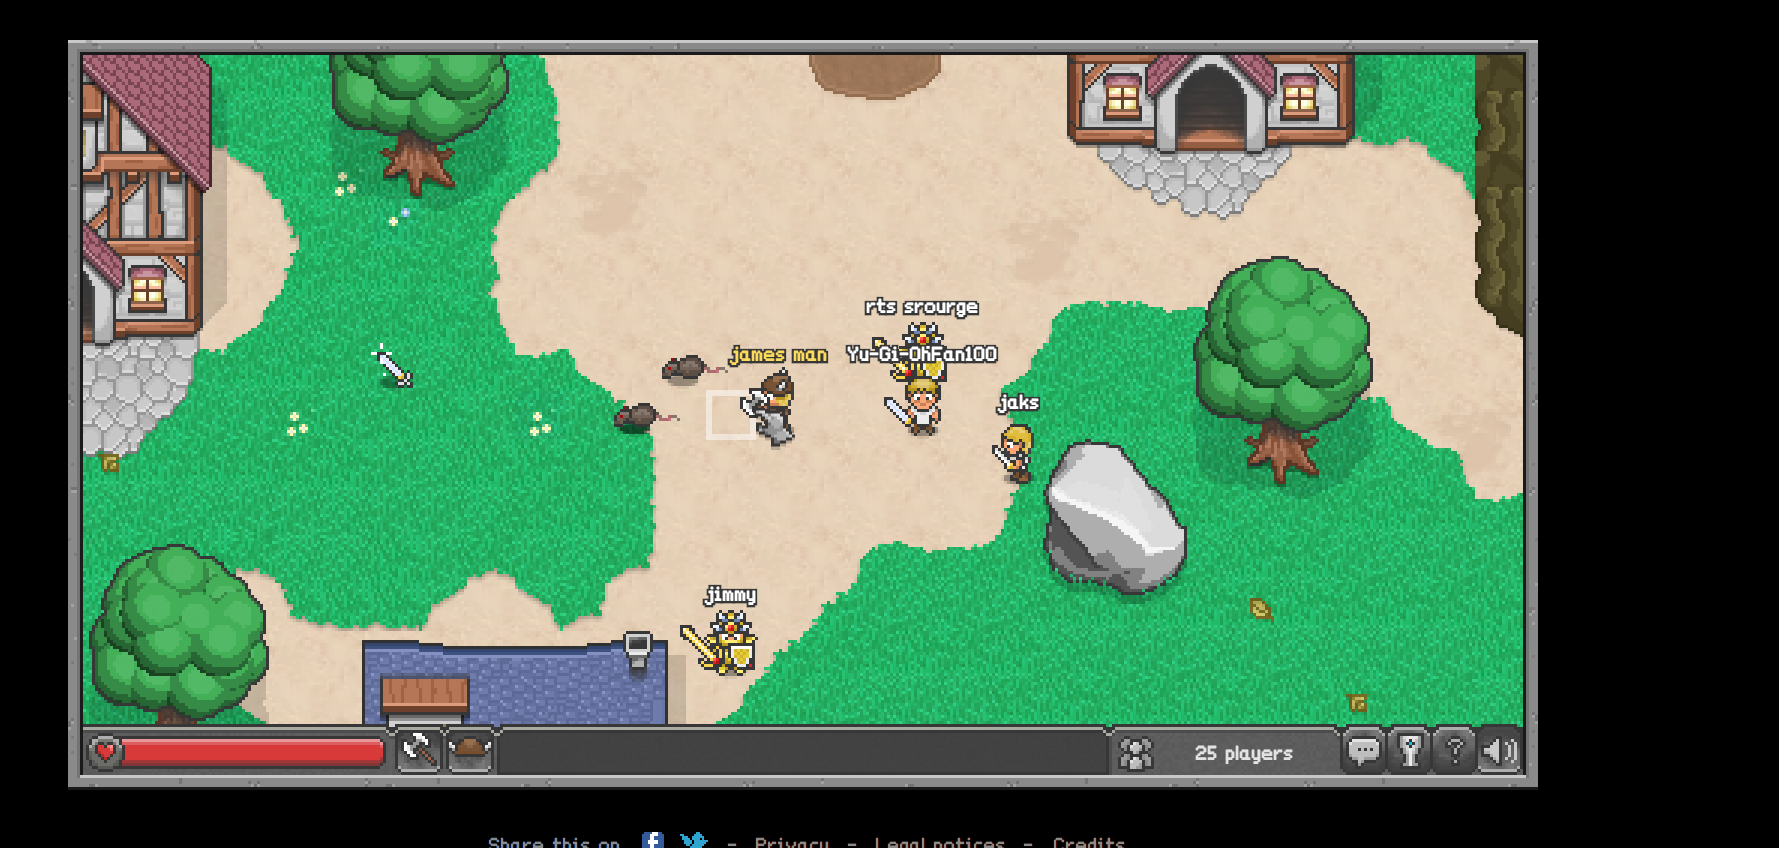 rts srourge
james man
Yu-Gi-OhFan100
jaks
jimmy
25 players
?
Share this on - Privacy - Legal notices - Credits